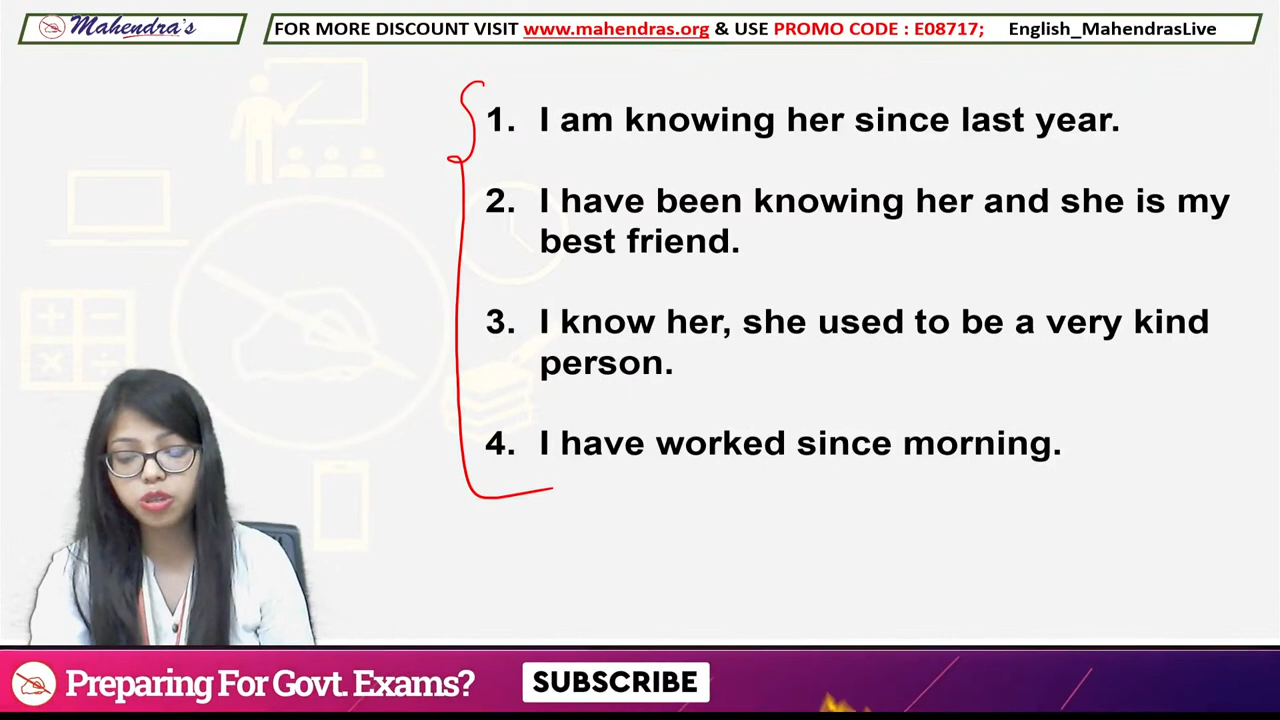 Mahendra's
FOR MORE DISCOUNT VISIT www.mahendras.org & USE PROMO CODE : E08717; English_MahendrasLive
1. I am knowing her since last year.
2. I have been knowing her and she is my
best friend.
3. I know her, she used to be a very kind
person.
4. I have worked since morning.
Preparing For Govt. Exams? SUBSCRIBE